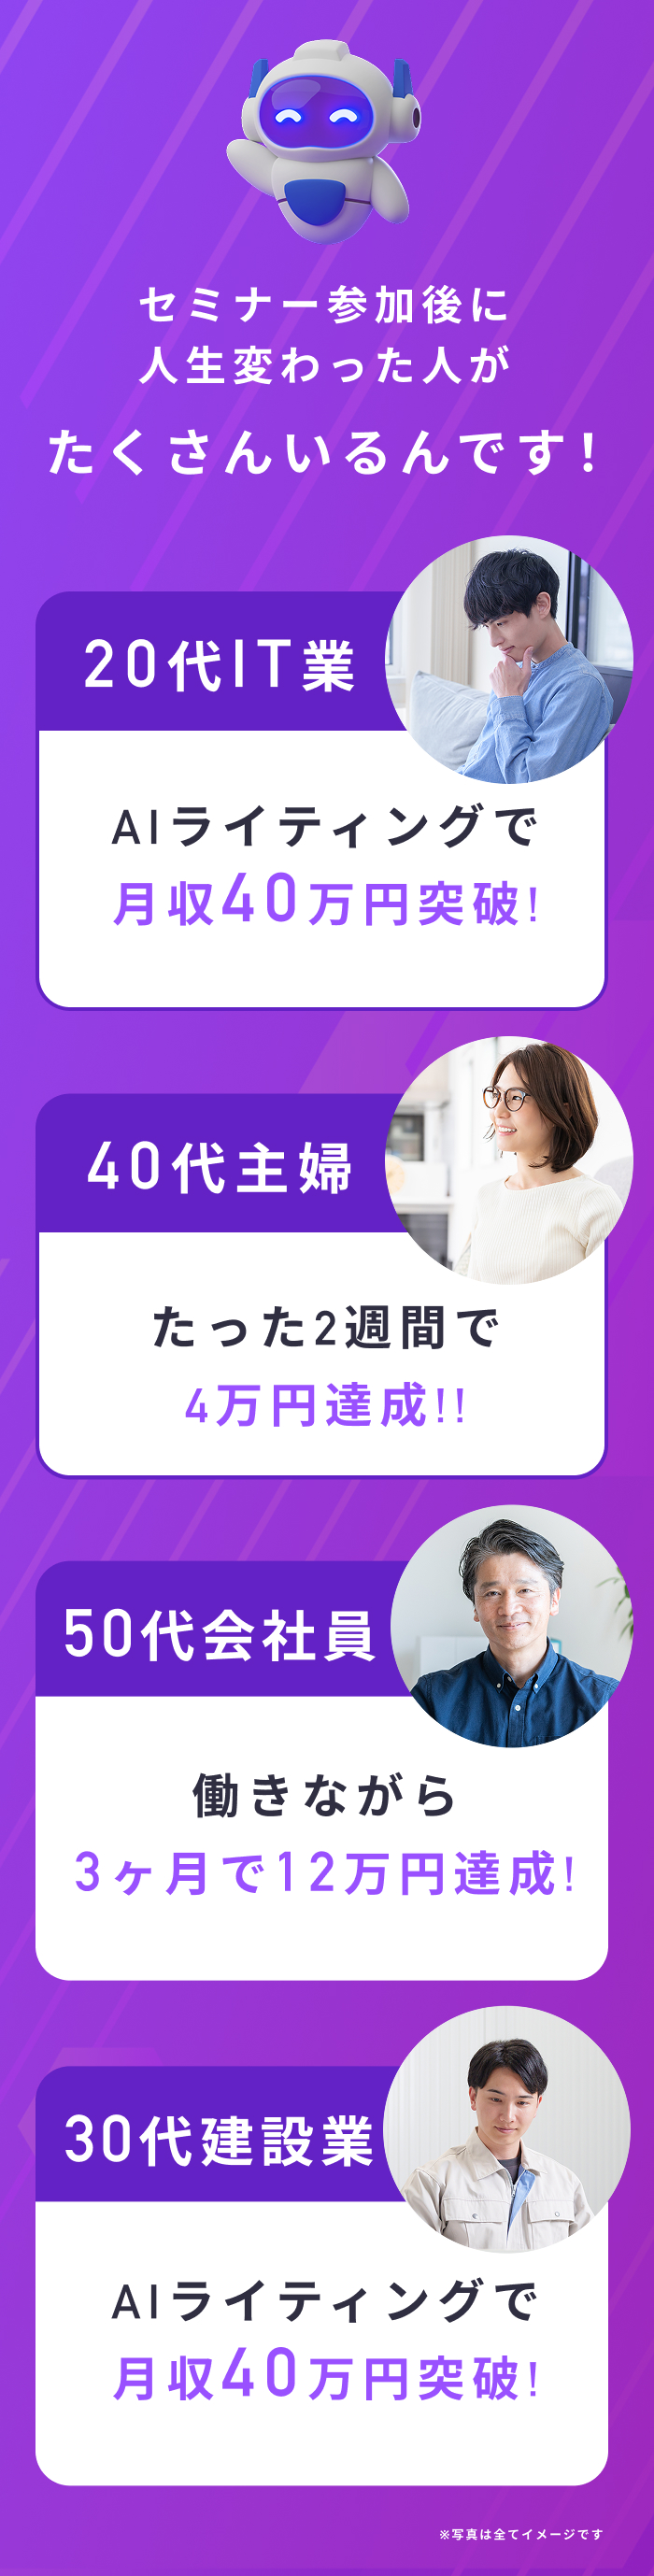 セミナー参加後に
人生変わった人が
たくさんいるんです!
20代IT業
AIライティングで
月収40万円突破!
40代主婦
たった2週間で
4万円達成!!
50代会社員
働きながら
3ヶ月で12万円達成!
30代建設業
AIライティングで
月収40万円突破!
※写真は全てイメージです